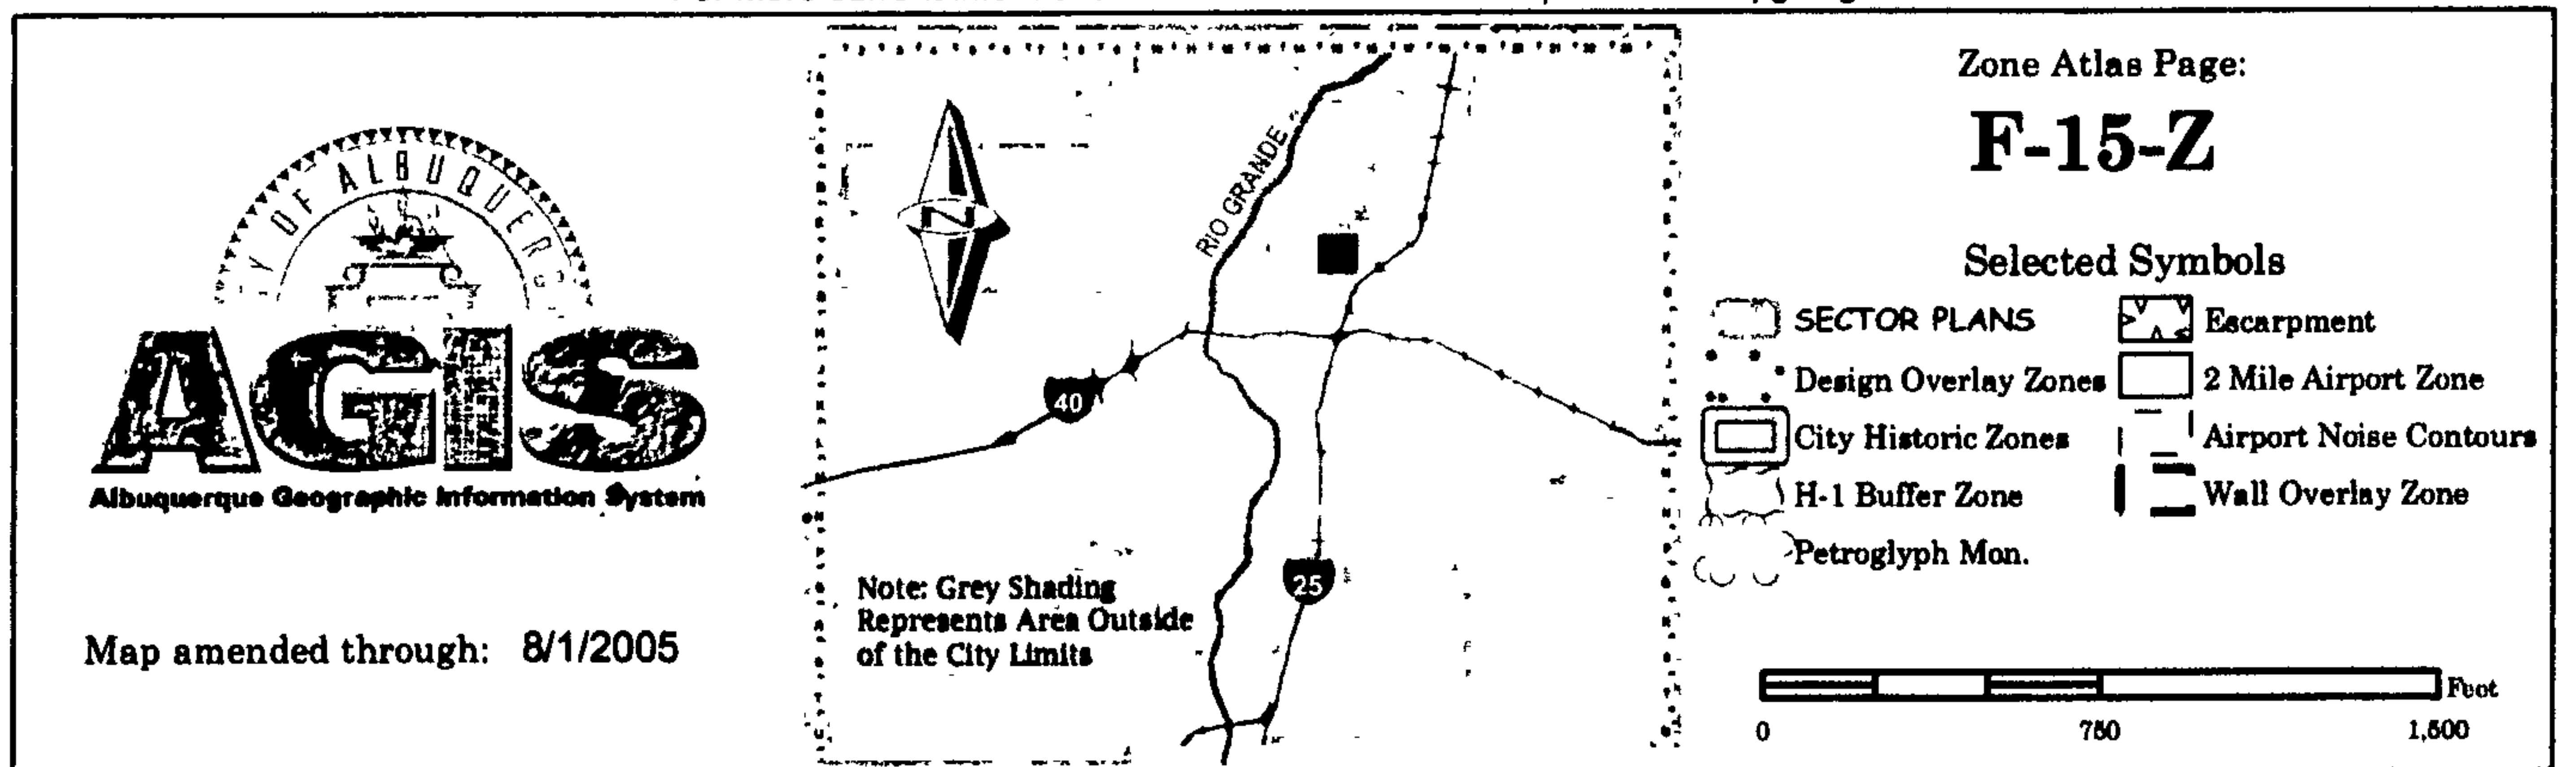 Y OF ALBUQUER
AGIS
Albuquerque Geographic Information System
Map amended through: 8/1/2005
N
RIO GRANDE
40
25
Note: Grey Shading
Represents Area Outside
of the City Limits
Zone Atlas Page:
F-15-Z
Selected Symbols
SECTOR PLANS
Design Overlay Zones
City Historic Zones
H-1 Buffer Zone
Petroglyph Mon.
Escarpment
2 Mile Airport Zone
Airport Noise Contours
Wall Overlay Zone
Feet
0 750 1,500